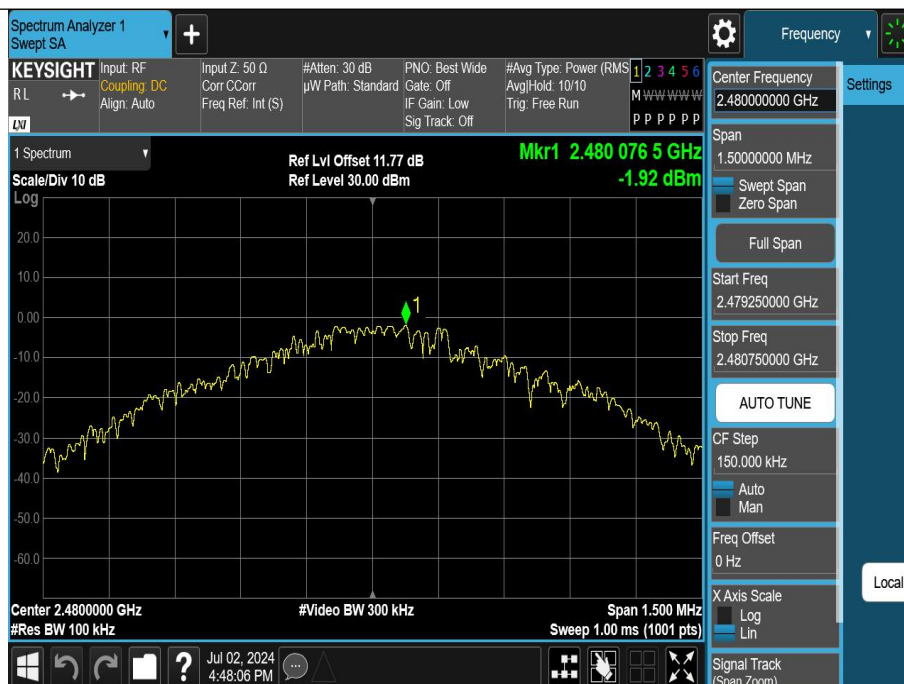 Spectrum Analyzer 1
Swept SA
Frequency
KEYSIGHT
R L
LXI
Input: RF
Coupling: DC
Align: Auto
Input Z: 50 Ω
Corr CCorr
Freq Ref: Int (S)
#Atten: 30 dB
µW Path: Standard
PNO: Best Wide
Gate: Off
IF Gain: Low
Sig Track: Off
#Avg Type: Power (RMS
Avg|Hold: 10/10
Trig: Free Run
1 2 3 4 5 6
M W W W W W
P P P P P P
1 Spectrum
Scale/Div 10 dB
Log
Ref Lvl Offset 11.77 dB
Ref Level 30.00 dBm
Mkr1 2.480 076 5 GHz
-1.92 dBm
20.0
10.0
0.00
1
-10.0
-20.0
-30.0
-40.0
-50.0
-60.0
Center 2.4800000 GHz
#Res BW 100 kHz
#Video BW 300 kHz
Span 1.500 MHz
Sweep 1.00 ms (1001 pts)
Jul 02, 2024
4:48:06 PM
Center Frequency
2.480000000 GHz
Span
1.50000000 MHz
Swept Span
Zero Span
Full Span
Start Freq
2.479250000 GHz
Stop Freq
2.480750000 GHz
AUTO TUNE
CF Step
150.000 kHz
Auto
Man
Freq Offset
0 Hz
X Axis Scale
Log
Lin
Signal Track
(Span Zoom)
Settings
Local